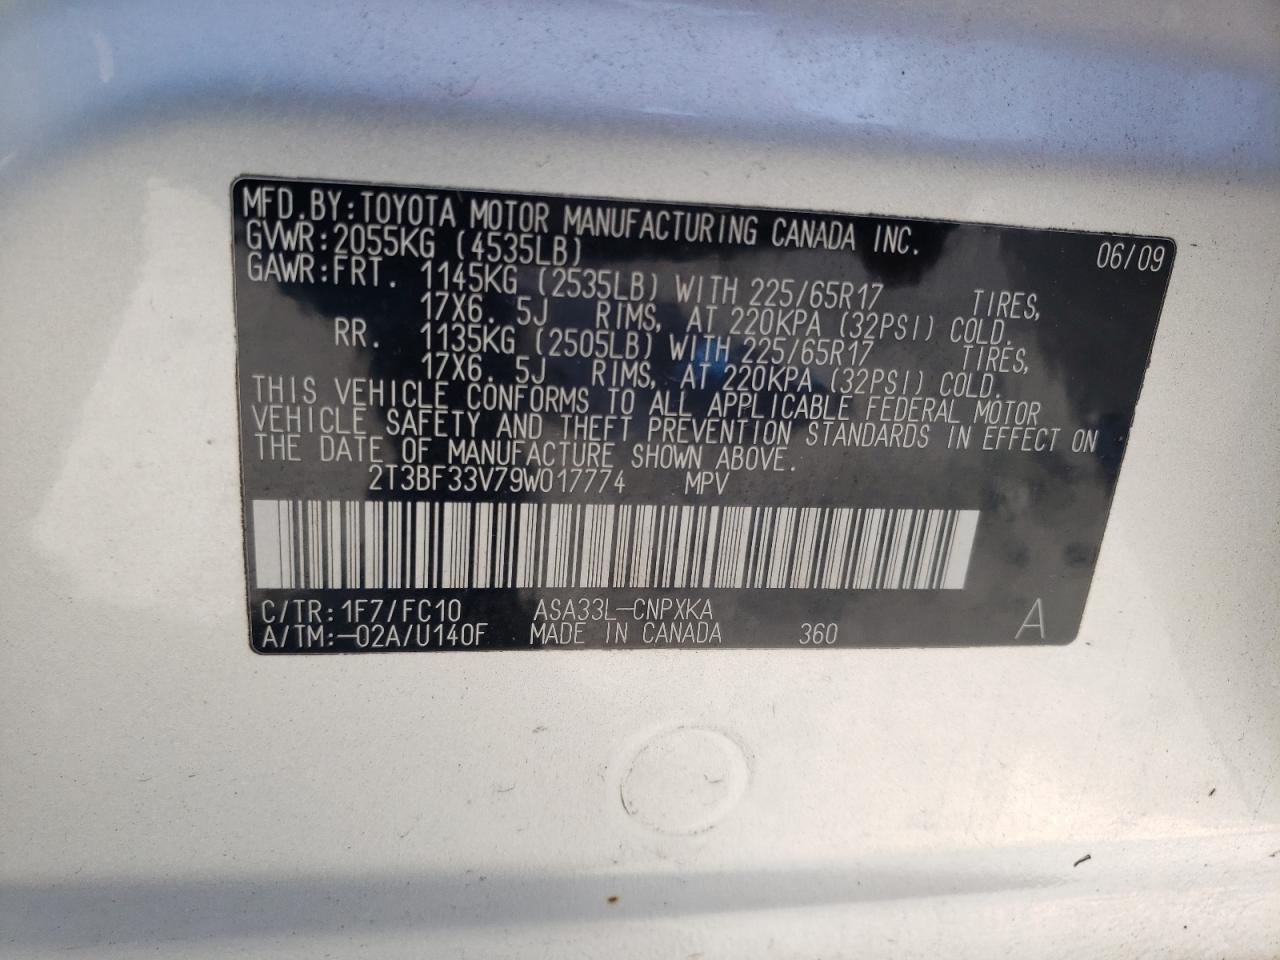 MFD.BY:TOYOTA MOTOR MANUFACTURING CANADA INC. 06/09
GVWR:2055KG (4535LB)
GAWR:FRT. 1145KG (2535LB) WITH 225/65R17 TIRES,
17X6. 5J RIMS, AT 220KPA (32PSI) COLD.
RR. 1135KG (2505LB) WITH 225/65R17 TIRES,
17X6. 5J RIMS, AT 220KPA (32PSI) COLD.
THIS VEHICLE CONFORMS TO ALL APPLICABLE FEDERAL MOTOR
VEHICLE SAFETY AND THEFT PREVENTION STANDARDS IN EFFECT ON
THE DATE OF MANUFACTURE SHOWN ABOVE.
2T3BF33V79W017774 MPV
C/TR:1F7/FC10 ASA33L-CNPXKA
A/TM:-02A/U140F MADE IN CANADA 360 A